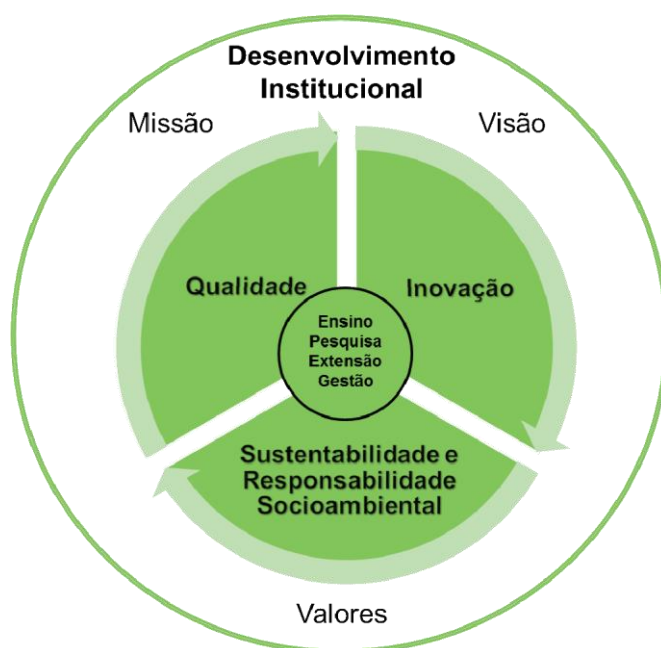 Desenvolvimento
Institucional
Missão
Visão
Qualidade
Inovação
Ensino
Pesquisa
Extensão
Gestão
Sustentabilidade e
Responsabilidade
Socioambiental
Valores